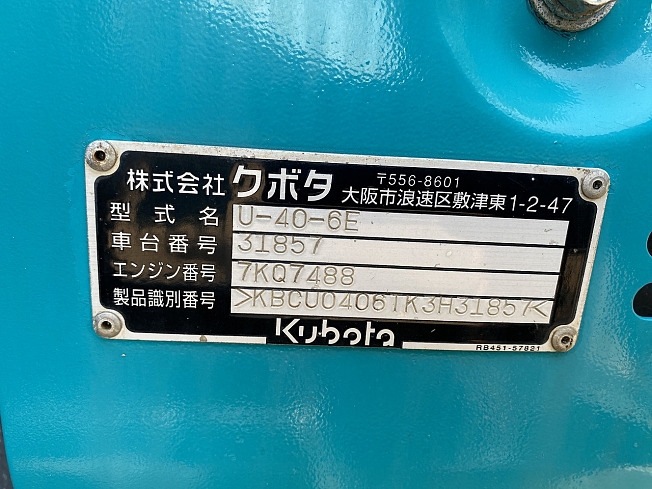 株式会社クボタ 〒556-8601 大阪市浪速区敷津東1-2-47
型式名 U-40-6E
車台番号 31857
エンジン番号 7KQ7488
製品識別番号 >KBCU0406TK3H31857<
Kubota
RB451-57821